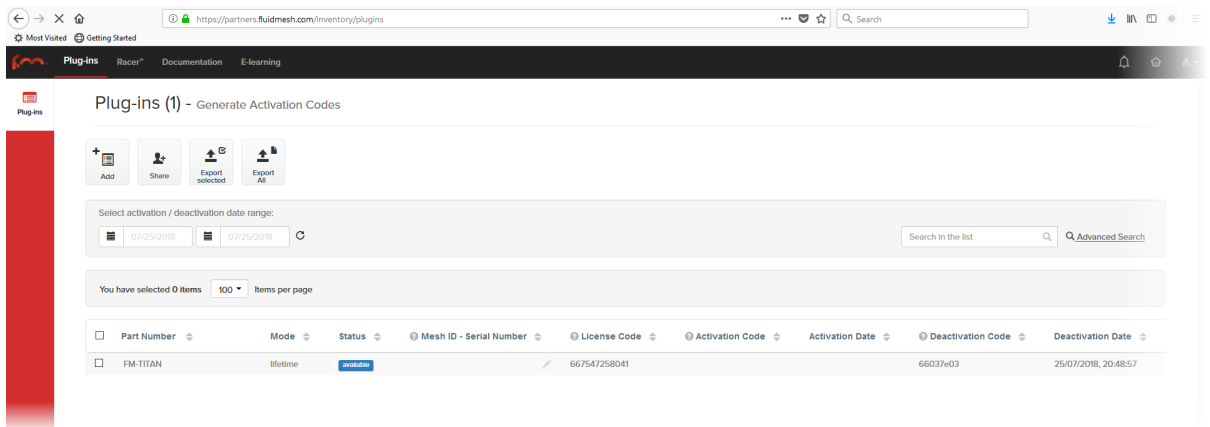 https://partners.fluidmesh.com/inventory/plugins
Search
Most Visited Getting Started
Plug-ins Racer™ Documentation E-learning
Plug-ins
Plug-ins (1) - Generate Activation Codes
Add Share Export selected Export All
Select activation / deactivation date range:
07/25/2018 07/25/2018 Search in the list Advanced Search
You have selected 0 items 100 Items per page
Part Number Mode Status Mesh ID - Serial Number License Code Activation Code Activation Date Deactivation Code Deactivation Date
FM-TITAN lifetime available 667547258041 66037e03 25/07/2018, 20:48:57